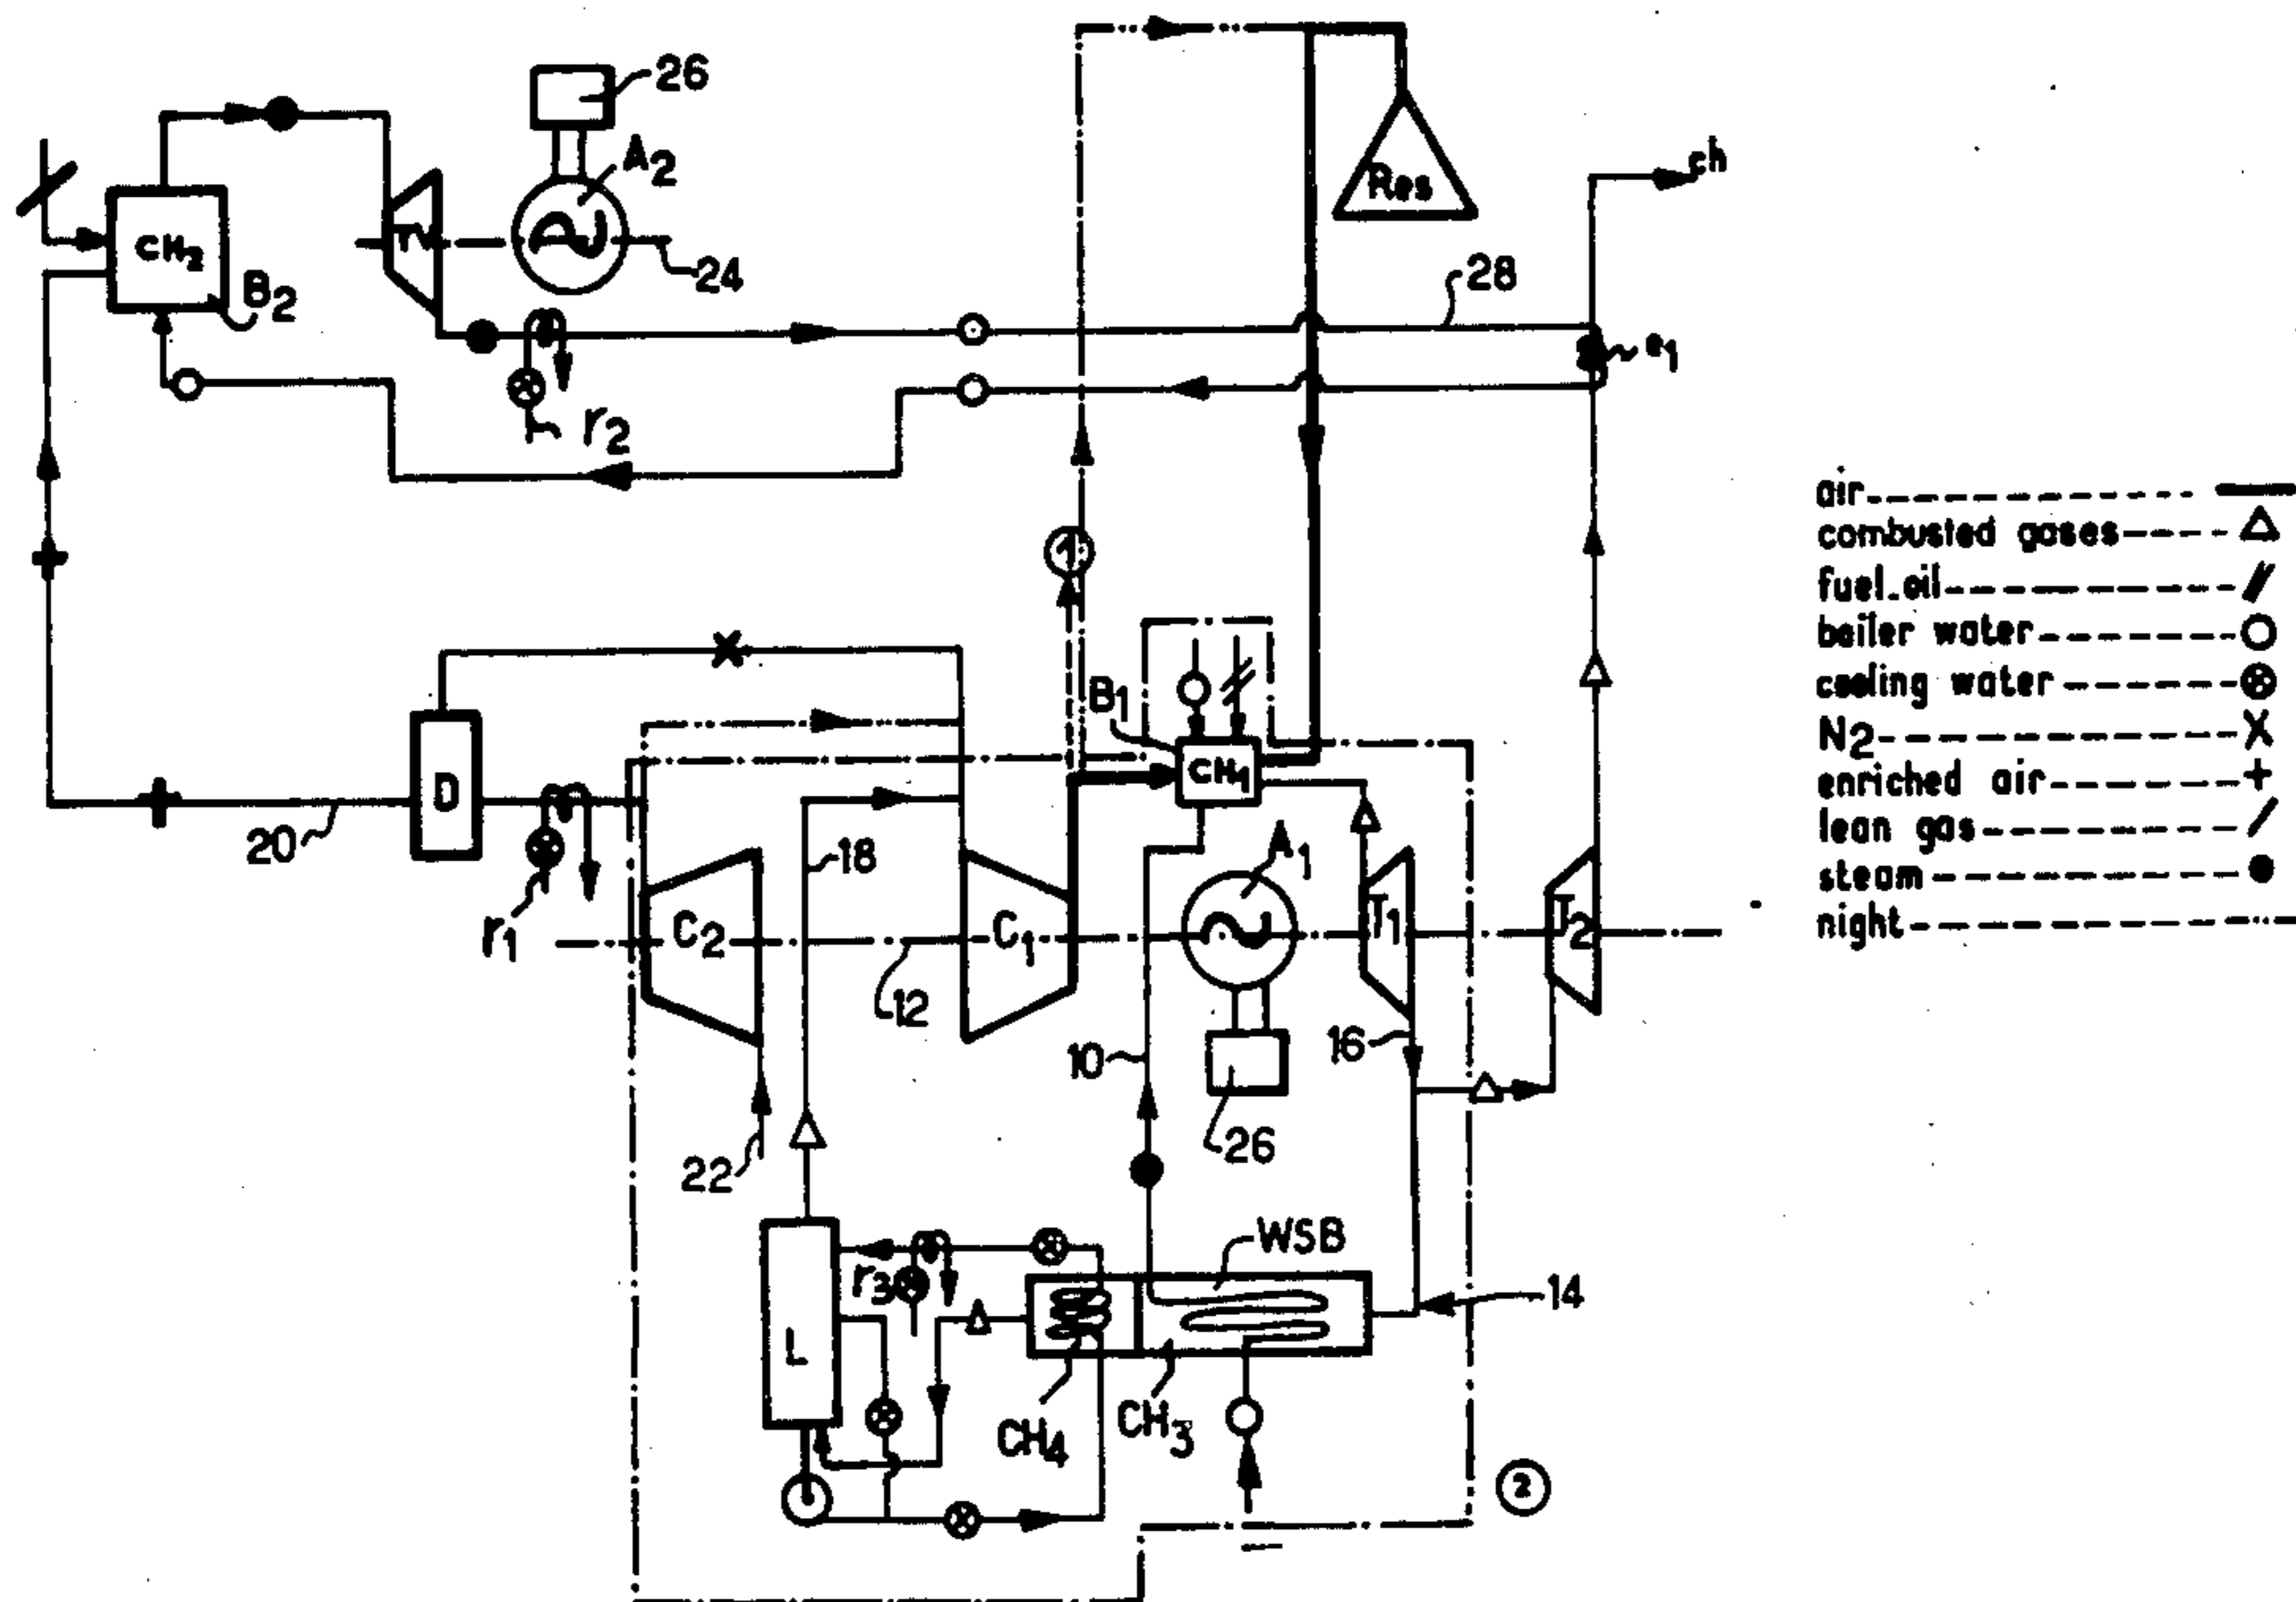 26
A2
ch
Res
CH2
TV
24
28
B2
e1
r2
1
air
combusted gases
fuel.oil
boiler water
cooling water
N2
enriched air
lean gas
steam
night
B1
CH1
D
20
18
A1
r1
C2
C1
T1
T2
12
10
16
22
26
WSB
r3
14
L
CH4
CH3
2